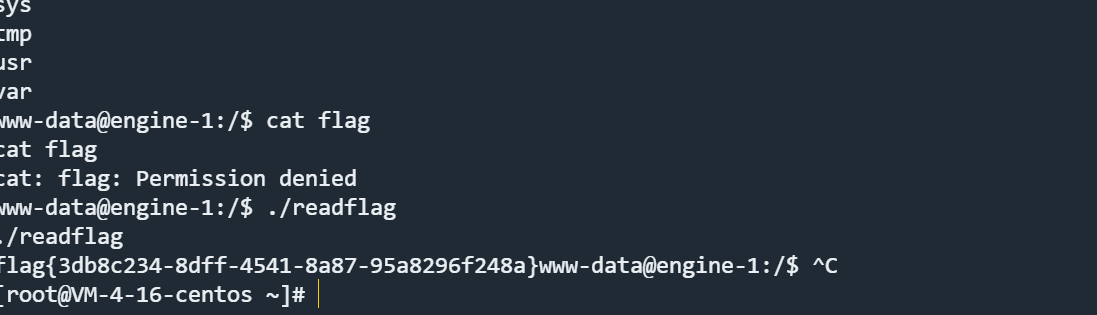 sys
tmp
usr
var
www-data@engine-1:/$ cat flag
cat flag
cat: flag: Permission denied
www-data@engine-1:/$ ./readflag
./readflag
flag{3db8c234-8dff-4541-8a87-95a8296f248a}www-data@engine-1:/$ ^C
[root@VM-4-16-centos ~]#